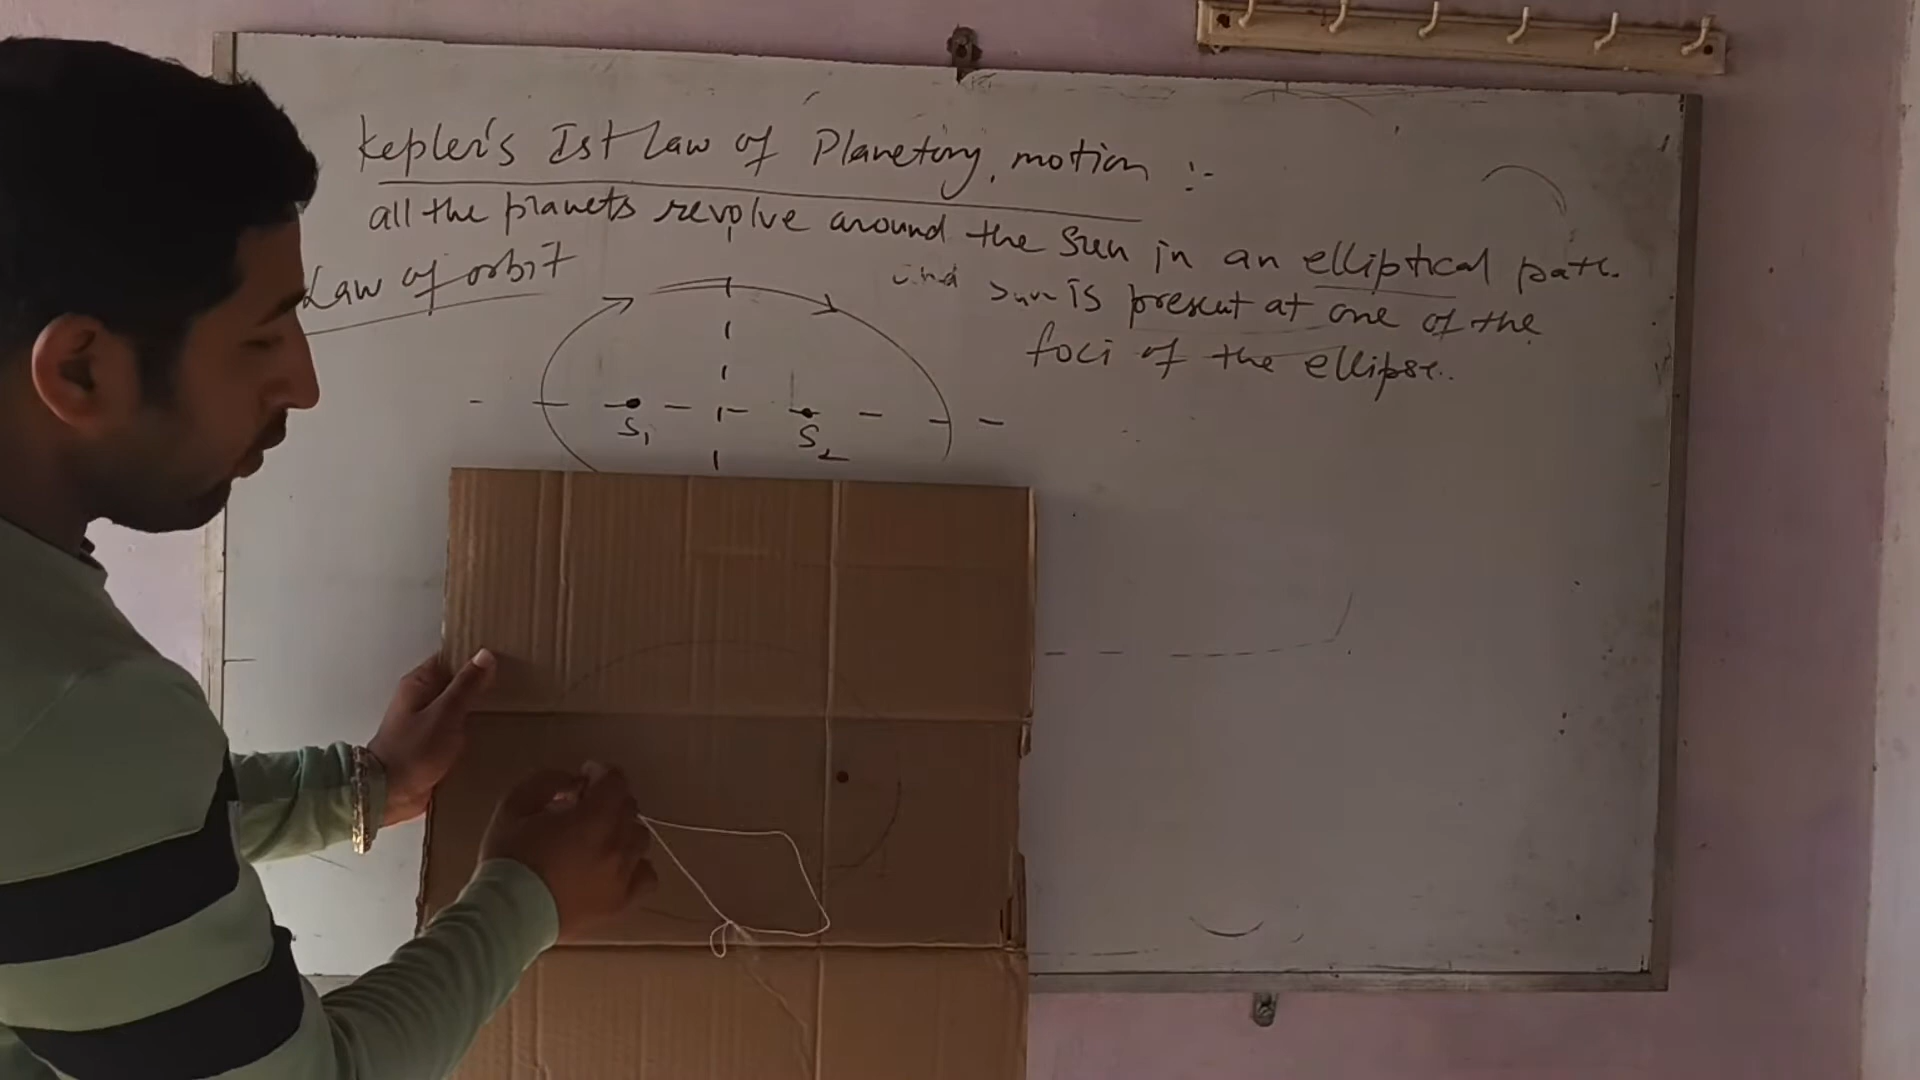 Kepler's Ist Law of Planetory motion :-
all the planets revolve around the Sun in an elliptical path.
and sun is present at one of the
foci of the ellipse.
Law of orbit
S1
S2